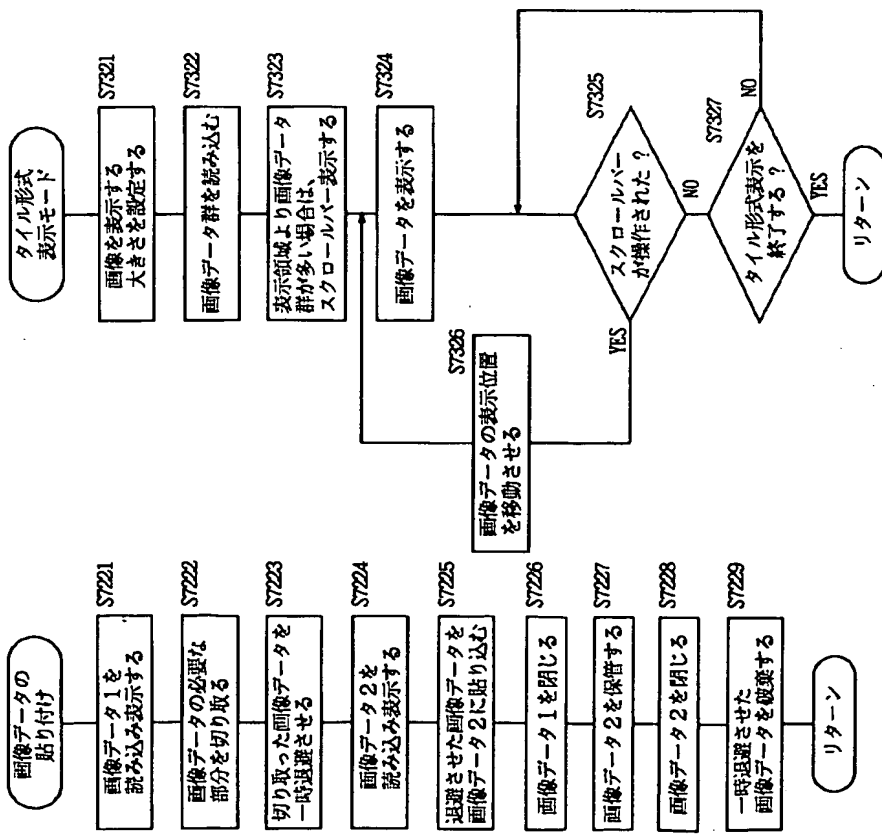 タイル形式
表示モード
S7321
画像を表示する
大きさを設定する
S7322
画像データ群を読み込む
S7323
表示領域より画像データ
群が多い場合は、
スクロールバー表示する
S7324
画像データを表示する
S7325
スクロールバー
が操作された？
YES
NO
S7326
画像データの表示位置
を移動させる
S7327
タイル形式表示を
終了する？
NO
YES
リターン
画像データの
貼り付け
S7221
画像データ1を
読み込み表示する
S7222
画像データの必要な
部分を切り取る
S7223
切り取った画像データを
一時退避させる
S7224
画像データ2を
読み込み表示する
S7225
退避させた画像データを
画像データ2に貼り込む
S7226
画像データ1を閉じる
S7227
画像データ2を保管する
S7228
画像データ2を閉じる
S7229
一時退避させた
画像データを破棄する
リターン